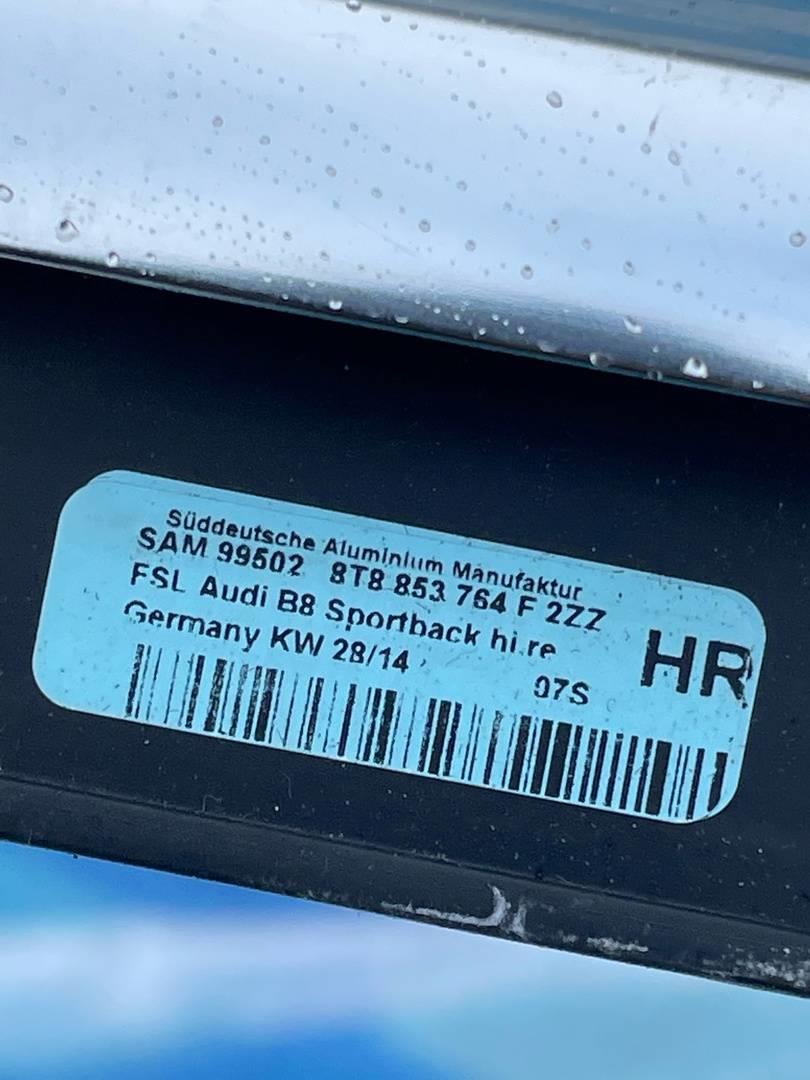 Süddeutsche Aluminium Manufaktur
SAM 99502 8T8 853 764 F 2ZZ
FSL Audi B8 Sportback hi.re
Germany KW 28/14
07S
HR